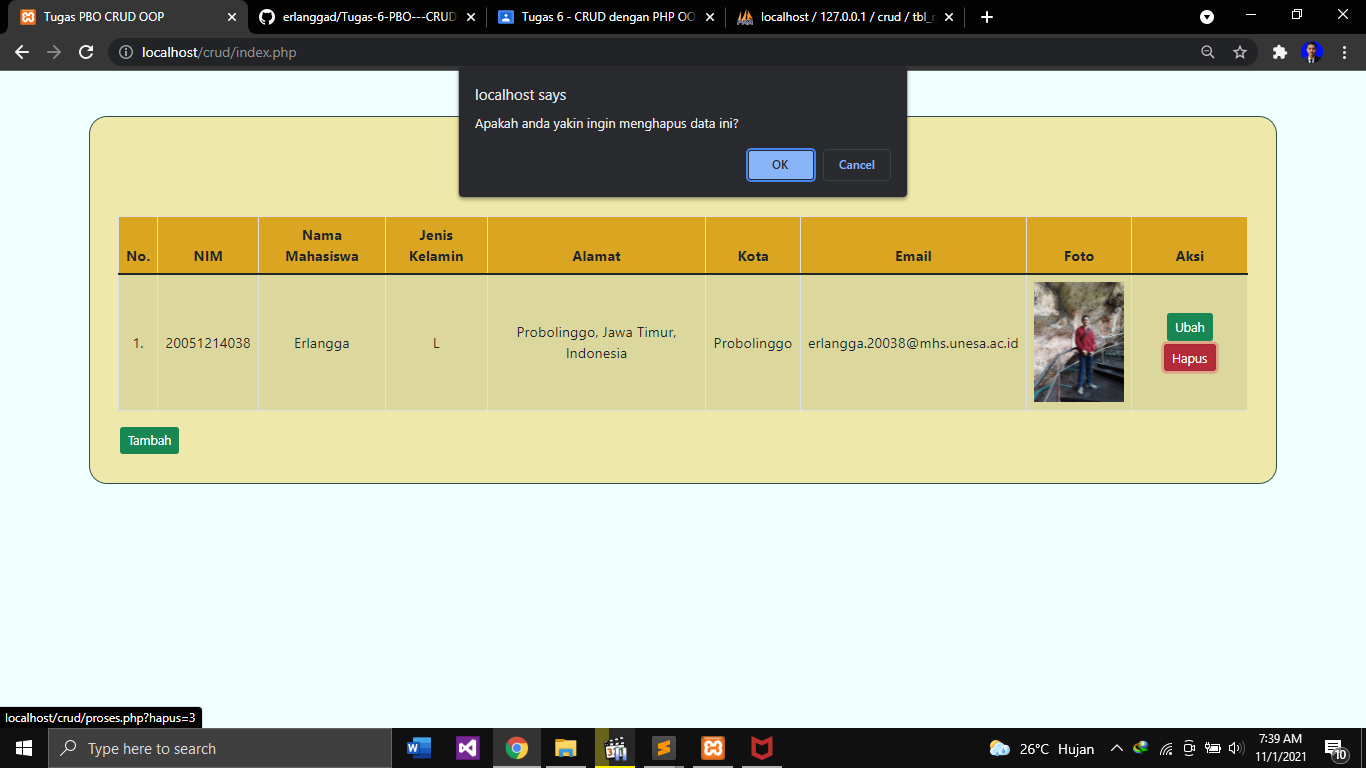 Tugas PBO CRUD OOP
erlanggad/Tugas-6-PBO---CRUD
Tugas 6 - CRUD dengan PHP OO
localhost / 127.0.0.1 / crud / tbl_
localhost/crud/index.php
localhost says
Apakah anda yakin ingin menghapus data ini?
OK
Cancel
No.
NIM
Nama
Mahasiswa
Jenis
Kelamin
Alamat
Kota
Email
Foto
Aksi
1.
20051214038
Erlangga
L
Probolinggo, Jawa Timur,
Indonesia
Probolinggo
erlangga.20038@mhs.unesa.ac.id
Ubah
Hapus
Tambah
localhost/crud/proses.php?hapus=3
Type here to search
26°C Hujan
7:39 AM
11/1/2021
10